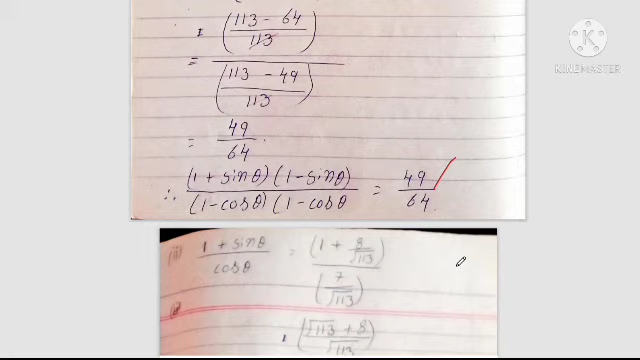 = (113 - 64 / 113) / (113 - 49 / 113)
= 49/64
∴ (1 + sinθ) (1 - sinθ) / (1 - cosθ) (1 - cosθ = 49/64
(ii) 1 + sinθ / cosθ = (1 + 8/√113) / (7/√113)
= (√113 + 8 / √113)
KINEMASTER